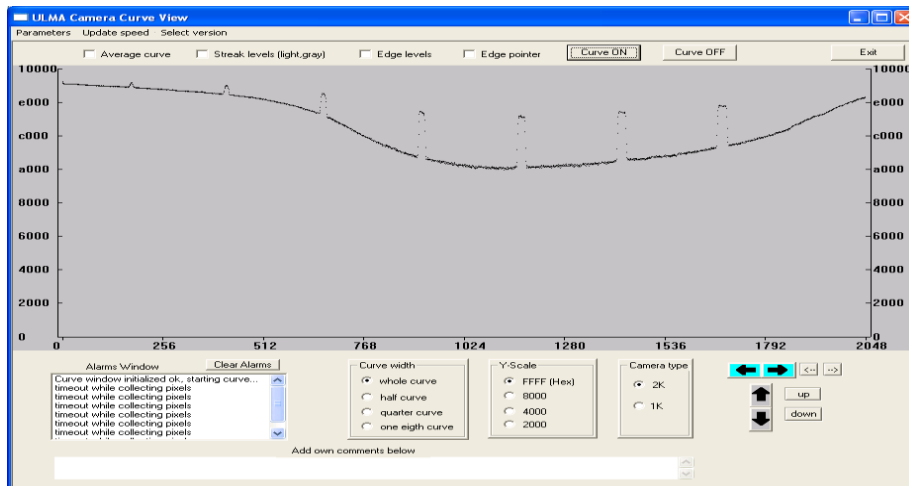 ULMA Camera Curve View
Parameters Update speed Select version
Average curve Streak levels (light,gray) Edge levels Edge pointer Curve ON Curve OFF Exit
10000 10000
e000 e000
c000 c000
a000 a000
8000 8000
6000 6000
4000 4000
2000 2000
0 0
0 256 512 768 1024 1280 1536 1792 2048
Alarms Window Clear Alarms
Curve window initialized ok, starting curve...
timeout while collecting pixels
timeout while collecting pixels
timeout while collecting pixels
timeout while collecting pixels
timeout while collecting pixels
timeout while collecting pixels
Curve width
whole curve
half curve
quarter curve
one eigth curve
Y-Scale
FFFF (Hex)
8000
4000
2000
Camera type
2K
1K
<-- -->
up
down
Add own comments below